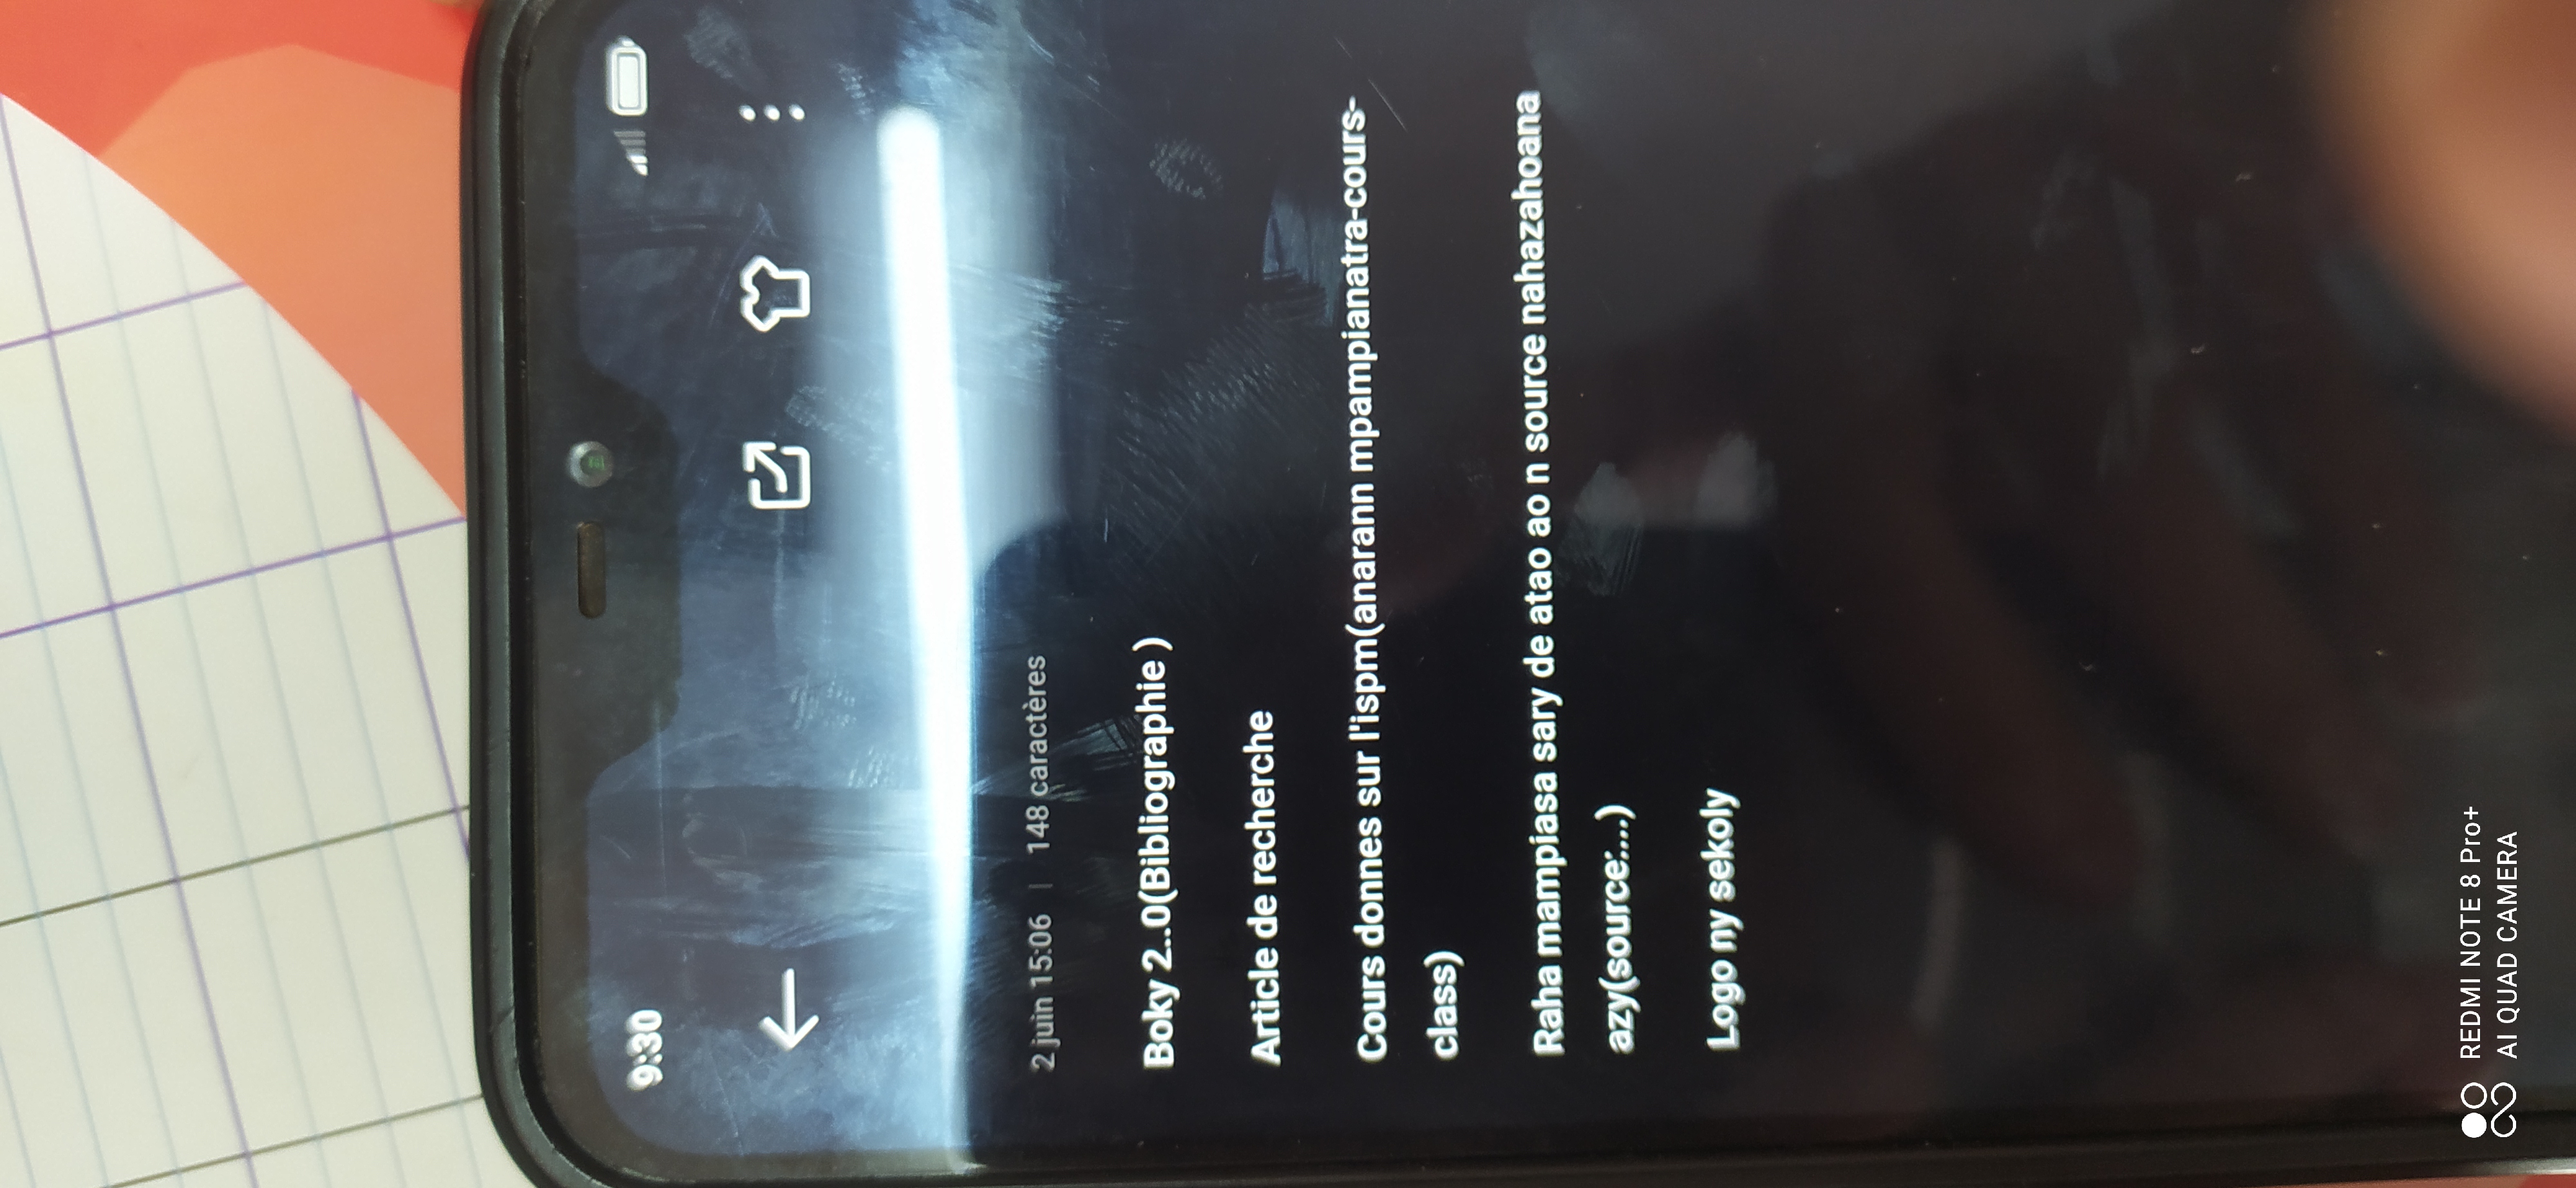 9:30
2 juin 15:06 | 148 caractères
Boky 2..0(Bibliographie )
Article de recherche
Cours donnes sur l'ispm(anarann mpampianatra-cours-
class)
Raha mampiasa sary de atao ao n source nahazahoana
azy(source:....)
Logo ny sekoly
REDMI NOTE 8 Pro+
AI QUAD CAMERA